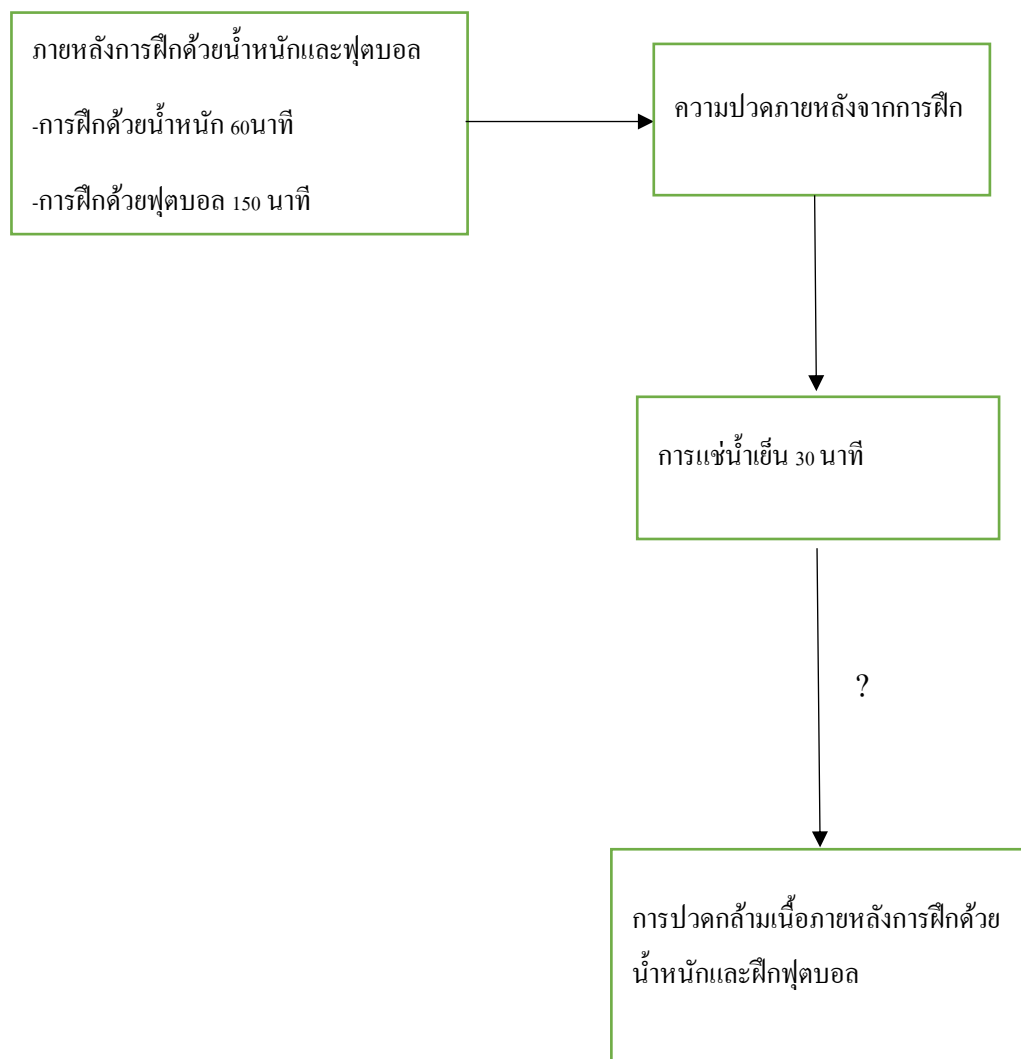 ภายหลังการฝึกด้วยน้ำหนักและฟุตบอล
-การฝึกด้วยน้ำหนัก 60นาที
-การฝึกด้วยฟุตบอล 150 นาที
ความปวดภายหลังจากการฝึก
การแช่น้ำเย็น 30 นาที
?
การปวดกล้ามเนื้อภายหลังการฝึกด้วย
น้ำหนักและฝึกฟุตบอล